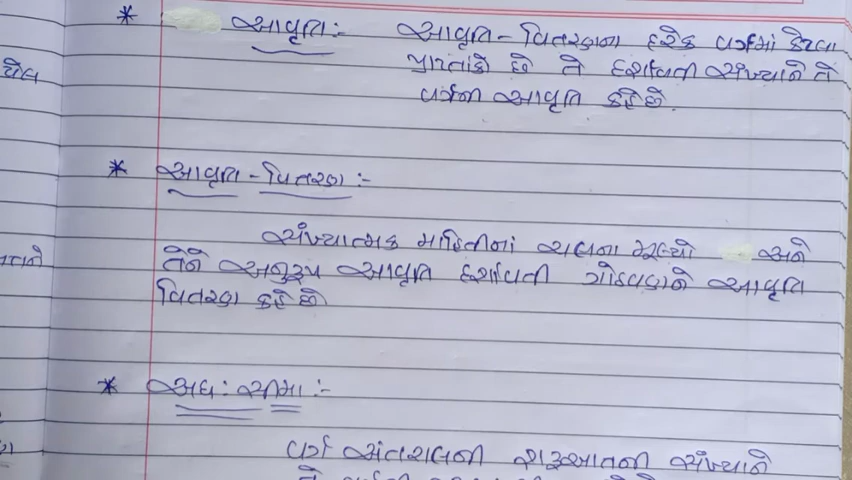 * આવૃતિ :- આવૃતિ - વિતરણના દરેક વર્ગમાં કેટલા
પ્રાપ્તાંકો છે તે દર્શાવતી સંખ્યાને તે
વર્ગની આવૃતિ કહે છે.
* આવૃતિ - વિતરણ :-
સંખ્યાત્મક માહિતીનાં ચલના મૂલ્યો અને
તેને અનુરૂપ આવૃતિ દર્શાવતી ગોઠવણને આવૃતિ
વિતરણ કહે છે
* અધ: સીમા :-
વર્ગ અંતરાલની શરૂઆતની સંખ્યાને
તે